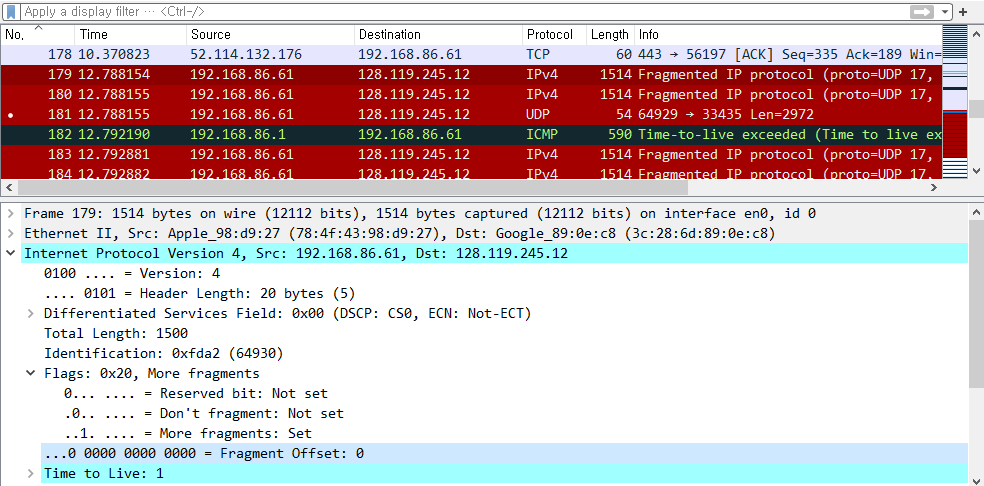 Apply a display filter ··· <Ctrl-/>
No. Time Source Destination Protocol Length Info
178 10.370823 52.114.132.176 192.168.86.61 TCP 60 443 → 56197 [ACK] Seq=335 Ack=189 Win=
179 12.788154 192.168.86.61 128.119.245.12 IPv4 1514 Fragmented IP protocol (proto=UDP 17,
180 12.788155 192.168.86.61 128.119.245.12 IPv4 1514 Fragmented IP protocol (proto=UDP 17,
181 12.788155 192.168.86.61 128.119.245.12 UDP 54 64929 → 33435 Len=2972
182 12.792190 192.168.86.1 192.168.86.61 ICMP 590 Time-to-live exceeded (Time to live ex
183 12.792881 192.168.86.61 128.119.245.12 IPv4 1514 Fragmented IP protocol (proto=UDP 17,
184 12.792882 192.168.86.61 128.119.245.12 IPv4 1514 Fragmented IP protocol (proto=UDP 17,
Frame 179: 1514 bytes on wire (12112 bits), 1514 bytes captured (12112 bits) on interface en0, id 0
Ethernet II, Src: Apple_98:d9:27 (78:4f:43:98:d9:27), Dst: Google_89:0e:c8 (3c:28:6d:89:0e:c8)
Internet Protocol Version 4, Src: 192.168.86.61, Dst: 128.119.245.12
0100 .... = Version: 4
.... 0101 = Header Length: 20 bytes (5)
Differentiated Services Field: 0x00 (DSCP: CS0, ECN: Not-ECT)
Total Length: 1500
Identification: 0xfda2 (64930)
Flags: 0x20, More fragments
0... .... = Reserved bit: Not set
.0.. .... = Don't fragment: Not set
..1. .... = More fragments: Set
...0 0000 0000 0000 = Fragment Offset: 0
Time to Live: 1